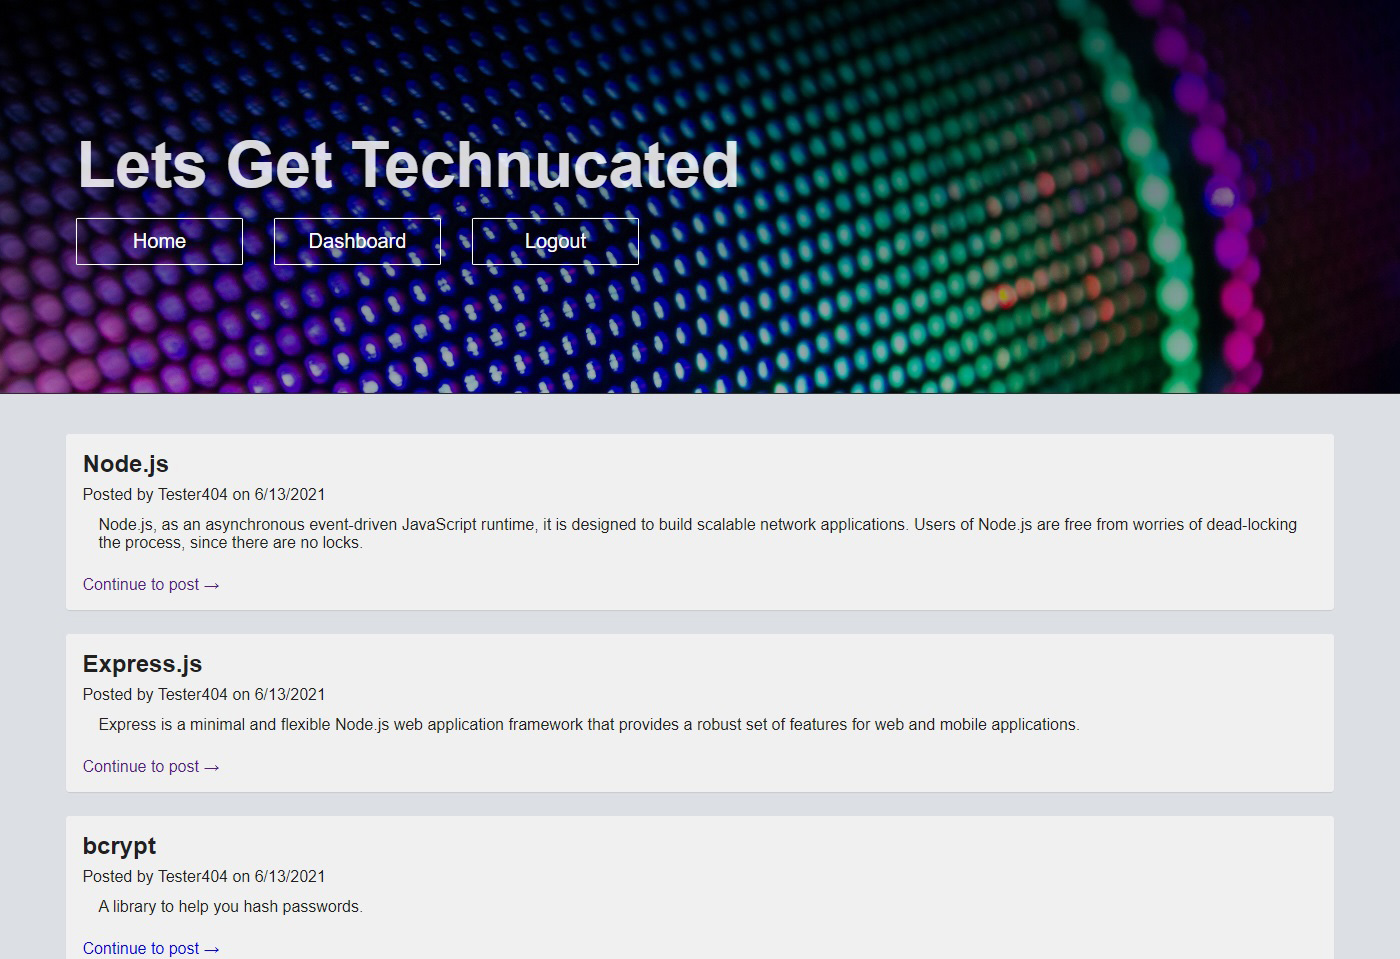 Lets Get Technucated
Home Dashboard Logout
Node.js
Posted by Tester404 on 6/13/2021
Node.js, as an asynchronous event-driven JavaScript runtime, it is designed to build scalable network applications. Users of Node.js are free from worries of dead-locking
the process, since there are no locks.
Continue to post →
Express.js
Posted by Tester404 on 6/13/2021
Express is a minimal and flexible Node.js web application framework that provides a robust set of features for web and mobile applications.
Continue to post →
bcrypt
Posted by Tester404 on 6/13/2021
A library to help you hash passwords.
Continue to post →